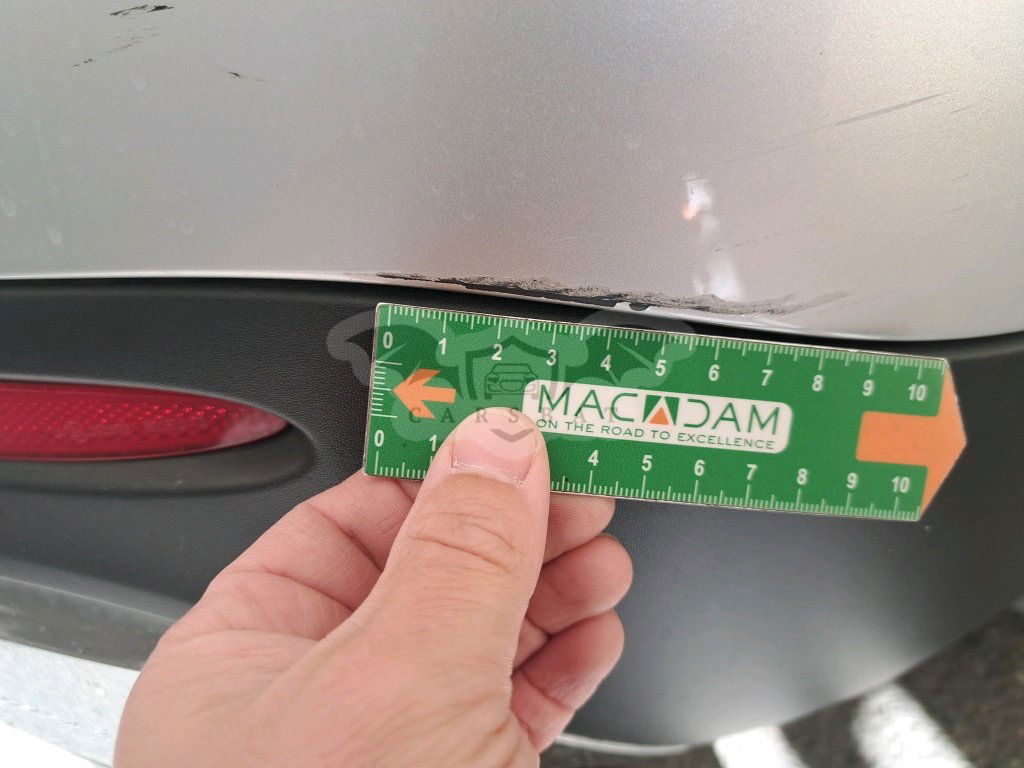 0 1 2 3 4 5 6 7 8 9 10
MACADAM
ON THE ROAD TO EXCELLENCE
CARSBAT
0 1 4 5 6 7 8 9 10